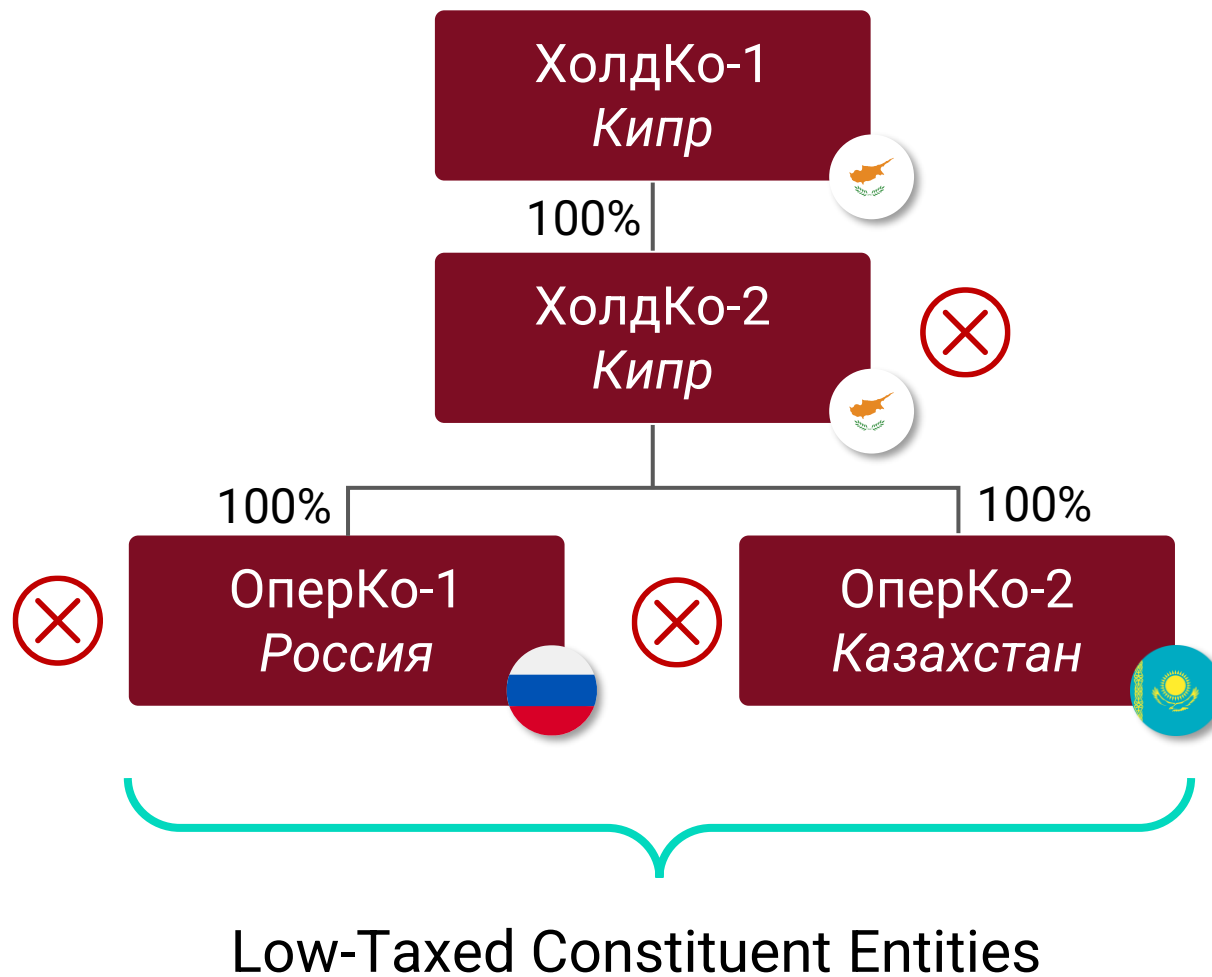 ХолдКо-1
Кипр
100%
ХолдКо-2
Кипр
100%
100%
ОперКо-1
Россия
ОперКо-2
Казахстан
Low-Taxed Constituent Entities